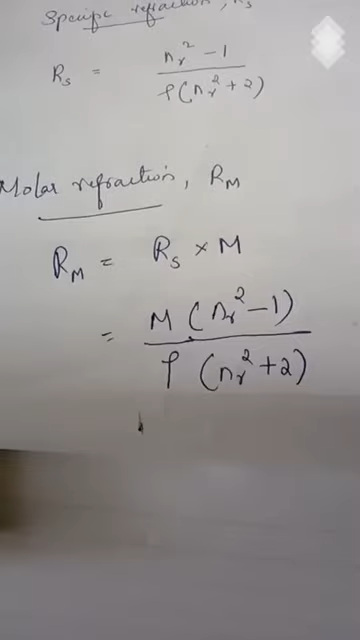 Specific refraction, Rs
Rs = nr² - 1 / ρ(nr² + 2)
Molar refraction, RM
RM = Rs × M
= M (nr² - 1) / ρ (nr² + 2)